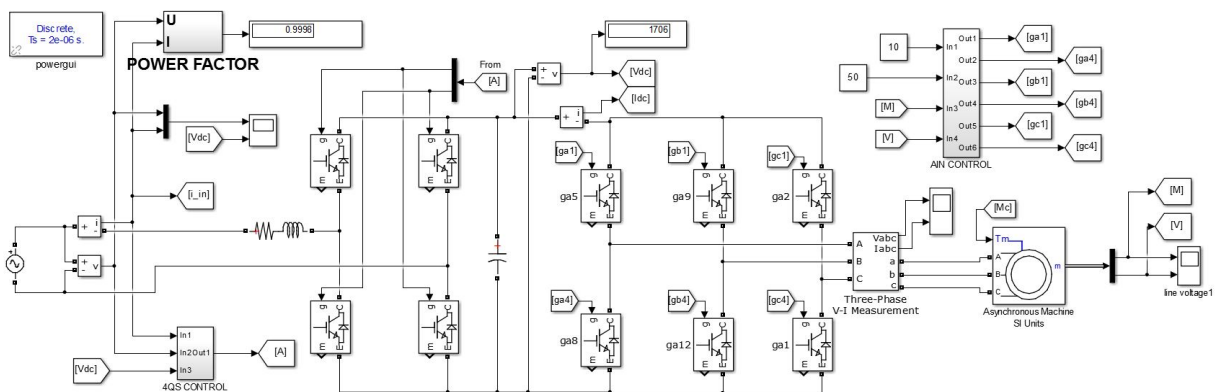 Discrete,
Ts = 2e-06 s.
powergui
U
I
POWER FACTOR
0.9998
From
[A]
+
-
v
1706
[Vdc]
[Idc]
+
-
i
10
50
[M]
[V]
In1
In2
In3
In4
Out1
Out2
Out3
Out4
Out5
Out6
AIN CONTROL
[ga1]
[ga4]
[gb1]
[gb4]
[gc1]
[gc4]
[Vdc]
[i_in]
g
C
m
E
g
C
m
E
[ga1]
g
C
m
E
ga5
[gb1]
g
C
m
E
ga9
[gc1]
g
C
m
E
ga2
+
-
i
+
-
v
+
+
+
A
B
C
Vabc
Iabc
a
b
c
Three-Phase
V-I Measurement
[Mc]
Tm
A
B
C
m
Asynchronous Machine
SI Units
[M]
[V]
line voltage1
g
C
m
E
g
C
m
E
[ga4]
g
C
m
E
ga8
[gb4]
g
C
m
E
ga12
[gc4]
g
C
m
E
ga1
[Vdc]
In1
In2
In3
Out1
4QS CONTROL
[A]